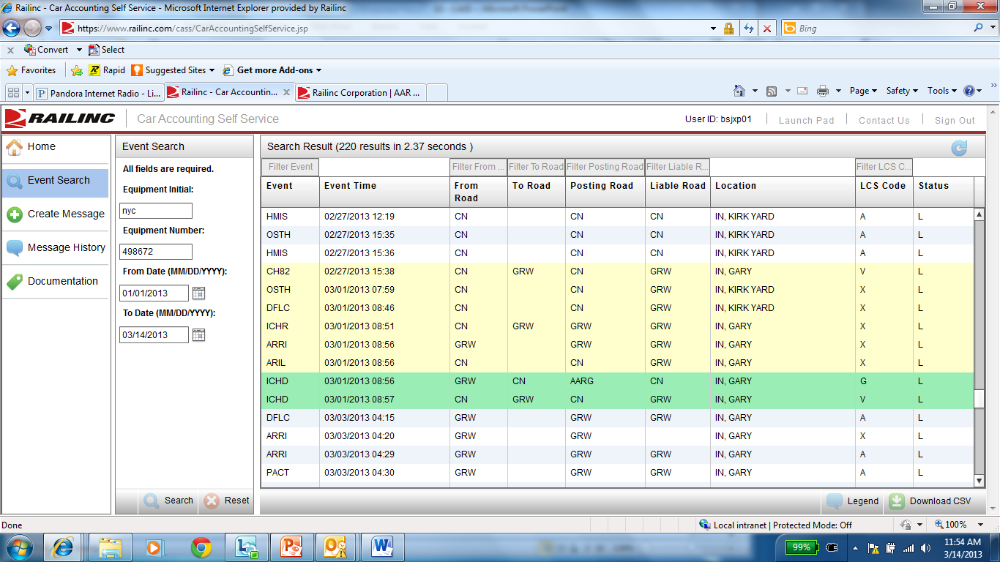 Railinc - Car Accounting Self Service - Microsoft Internet Explorer provided by Railinc
https://www.railinc.com/cass/CarAccountingSelfService.jsp
Bing
x Convert Select
Favorites Rapid Suggested Sites Get more Add-ons
Pandora Internet Radio - Li... Railinc - Car Accountin... x Railinc Corporation | AAR ... Page Safety Tools
RAILINC Car Accounting Self Service User ID: bsjxp01 Launch Pad Contact Us Sign Out
Home
Event Search
Create Message
Message History
Documentation
Event Search
All fields are required.
Equipment Initial:
nyc
Equipment Number:
498672
From Date (MM/DD/YYYY):
01/01/2013
To Date (MM/DD/YYYY):
03/14/2013
Search Reset
Search Result (220 results in 2.37 seconds )
Filter Event Filter From ... Filter To Road Filter Posting Road Filter Liable R... Filter LCS C...
Event Event Time From Road To Road Posting Road Liable Road Location LCS Code Status
HMIS 02/27/2013 12:19 CN CN CN IN, KIRK YARD A L
OSTH 02/27/2013 15:35 CN CN CN IN, KIRK YARD A L
HMIS 02/27/2013 15:36 CN CN CN IN, KIRK YARD A L
CH82 02/27/2013 15:38 CN GRW CN GRW IN, GARY V L
OSTH 03/01/2013 07:59 CN CN GRW IN, KIRK YARD X L
DFLC 03/01/2013 08:46 CN CN GRW IN, KIRK YARD X L
ICHR 03/01/2013 08:51 CN GRW GRW GRW IN, GARY X L
ARRI 03/01/2013 08:56 GRW GRW GRW IN, GARY X L
ARIL 03/01/2013 08:56 CN CN GRW IN, GARY X L
ICHD 03/01/2013 08:56 GRW CN AARG CN IN, GARY G L
ICHD 03/01/2013 08:57 CN GRW CN GRW IN, GARY V L
DFLC 03/03/2013 04:15 GRW GRW GRW IN, GARY A L
ARRI 03/03/2013 04:20 GRW GRW IN, GARY X L
ARRI 03/03/2013 04:29 GRW GRW GRW IN, GARY A L
PACT 03/03/2013 04:30 GRW GRW GRW IN, GARY A L
Legend Download CSV
Done Local intranet | Protected Mode: Off 100%
99% 11:54 AM
3/14/2013